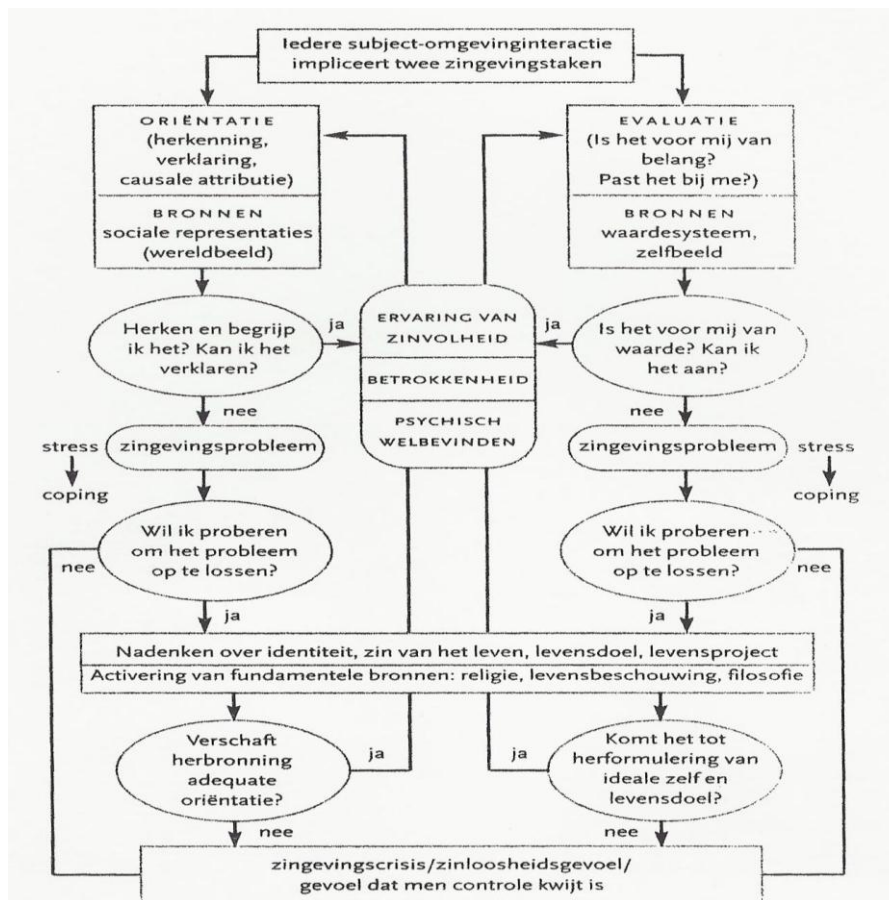 Iedere subject-omgevinginteractie
impliceert twee zingevingstaken
ORIËNTATIE
(herkenning,
verklaring,
causale attributie)
BRONNEN
sociale representaties
(wereldbeeld)
EVALUATIE
(Is het voor mij van
belang?
Past het bij me?)
BRONNEN
waardesysteem,
zelfbeeld
Herken en begrijp
ik het? Kan ik het
verklaren?
ja
ERVARING VAN
ZINVOLHEID
BETROKKENHEID
PSYCHISCH
WELBEVINDEN
ja
Is het voor mij van
waarde? Kan ik
het aan?
nee
nee
stress
coping
zingevingsprobleem
zingevingsprobleem
stress
coping
Wil ik proberen
om het probleem
op te lossen?
nee
ja
Wil ik proberen
om het probleem
op te lossen?
nee
ja
Nadenken over identiteit, zin van het leven, levensdoel, levensproject
Activering van fundamentele bronnen: religie, levensbeschouwing, filosofie
Verschaft
herbronning
adequate
oriëntatie?
ja
ja
Komt het tot
herformulering van
ideale zelf en
levensdoel?
nee
nee
zingevingscrisis/zinloosheidsgevoel/
gevoel dat men controle kwijt is